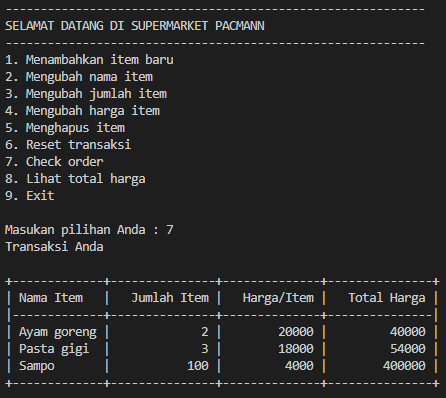 ------------------------------------------------------------
SELAMAT DATANG DI SUPERMARKET PACMANN
------------------------------------------------------------
1. Menambahkan item baru
2. Mengubah nama item
3. Mengubah jumlah item
4. Mengubah harga item
5. Menghapus item
6. Reset transaksi
7. Check order
8. Lihat total harga
9. Exit
Masukan pilihan Anda : 7
Transaksi Anda
+-------------+---------------+--------------+---------------+
| Nama Item   |   Jumlah Item |   Harga/Item |   Total Harga |
|-------------+---------------+--------------+---------------|
| Ayam goreng |             2 |        20000 |         40000 |
| Pasta gigi  |             3 |        18000 |         54000 |
| Sampo       |           100 |         4000 |        400000 |
+-------------+---------------+--------------+---------------+